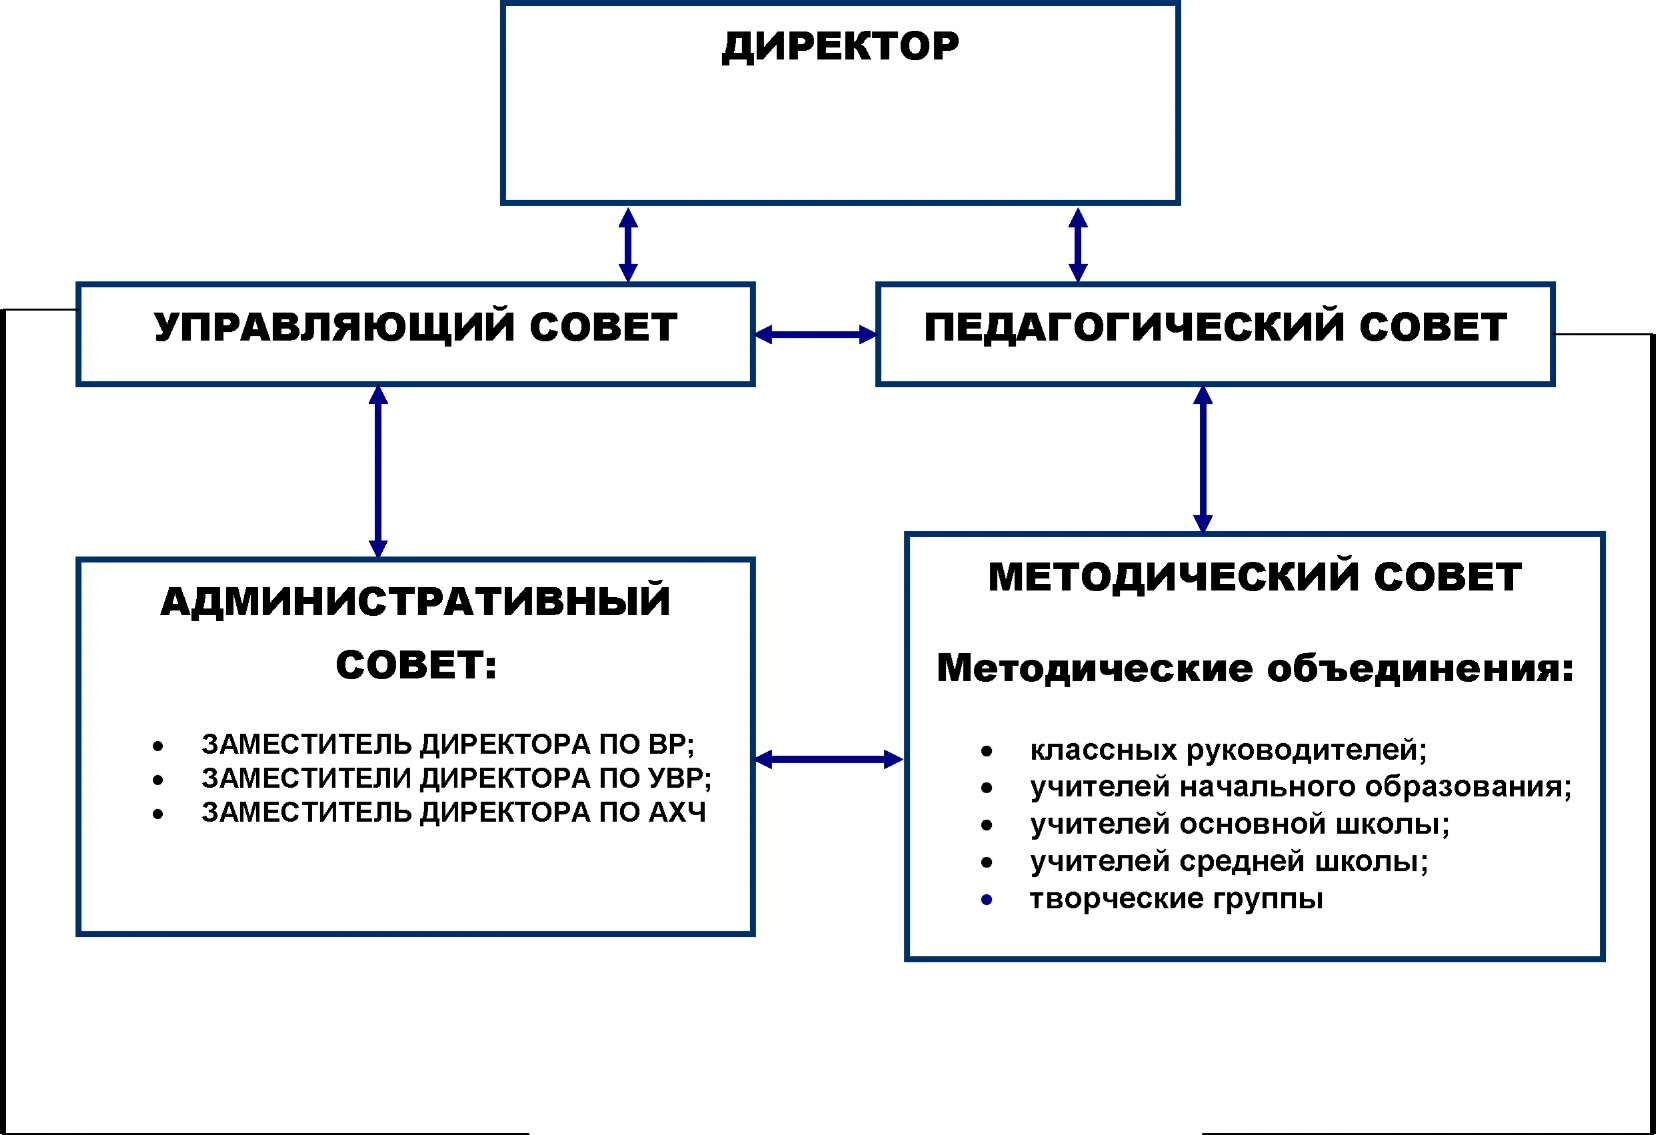 ДИРЕКТОР
УПРАВЛЯЮЩИЙ СОВЕТ
ПЕДАГОГИЧЕСКИЙ СОВЕТ
АДМИНИСТРАТИВНЫЙ
СОВЕТ:
• ЗАМЕСТИТЕЛЬ ДИРЕКТОРА ПО ВР;
• ЗАМЕСТИТЕЛИ ДИРЕКТОРА ПО УВР;
• ЗАМЕСТИТЕЛЬ ДИРЕКТОРА ПО АХЧ
МЕТОДИЧЕСКИЙ СОВЕТ
Методические объединения:
• классных руководителей;
• учителей начального образования;
• учителей основной школы;
• учителей средней школы;
• творческие группы